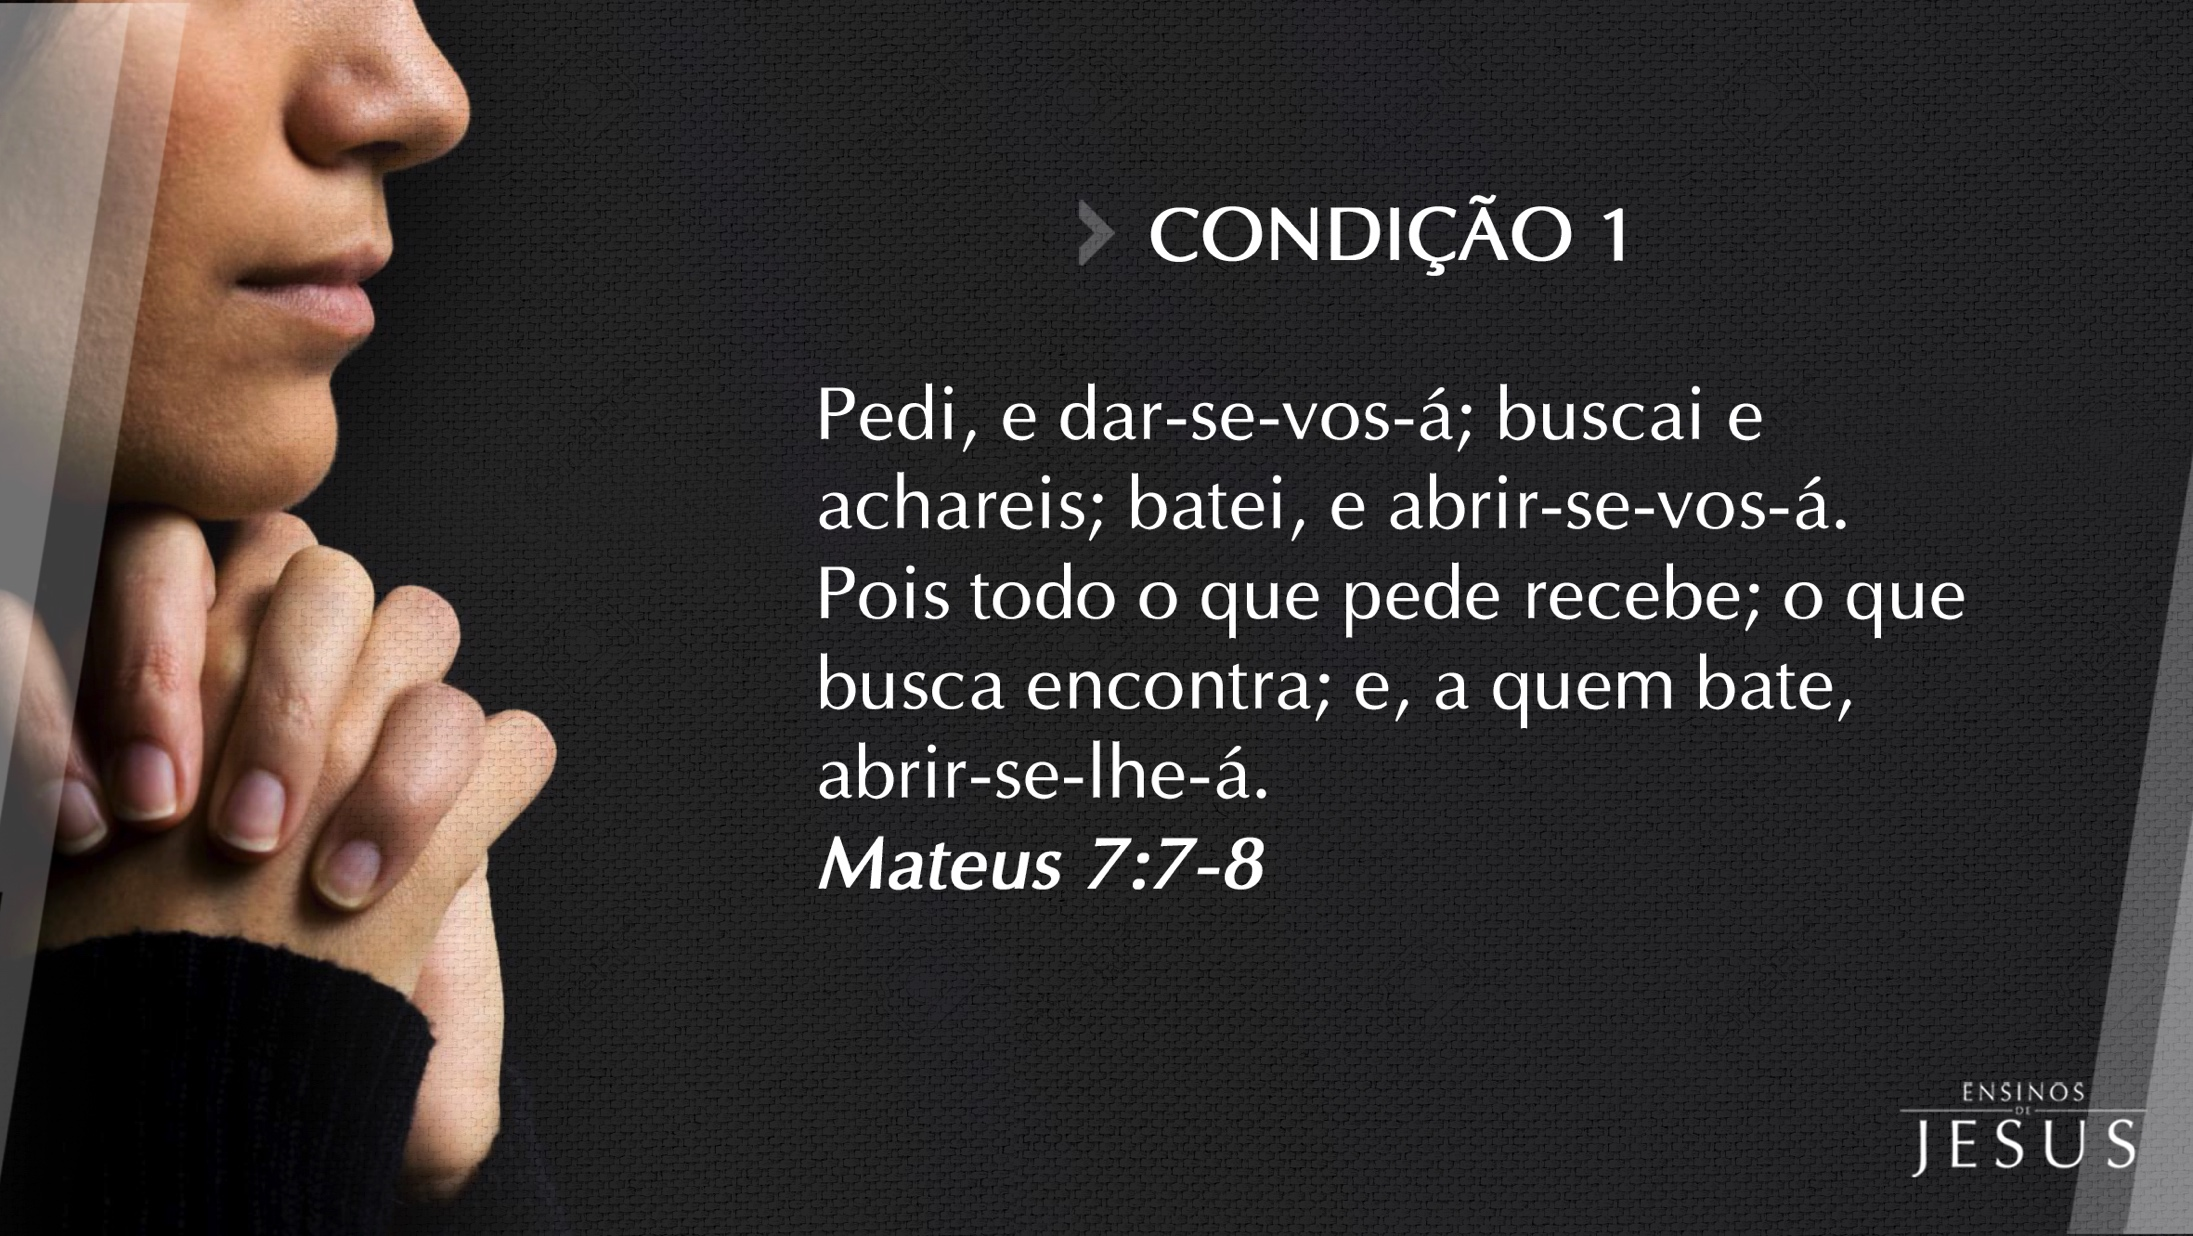 CONDIÇÃO 1
Pedi, e dar-se-vos-á; buscai e
achareis; batei, e abrir-se-vos-á.
Pois todo o que pede recebe; o que
busca encontra; e, a quem bate,
abrir-se-lhe-á.
Mateus 7:7-8
ENSINOS
DE
JESUS